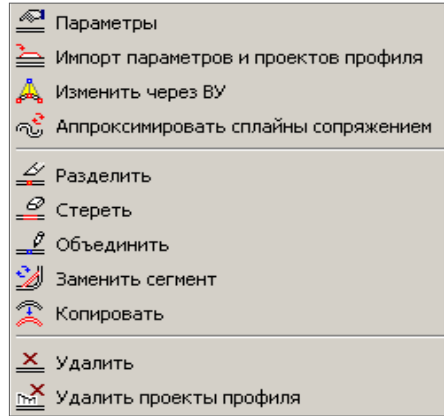 Параметры
Импорт параметров и проектов профиля
Изменить через ВУ
Аппроксимировать сплайны сопряжением
Разделить
Стереть
Объединить
Заменить сегмент
Копировать
Удалить
Удалить проекты профиля